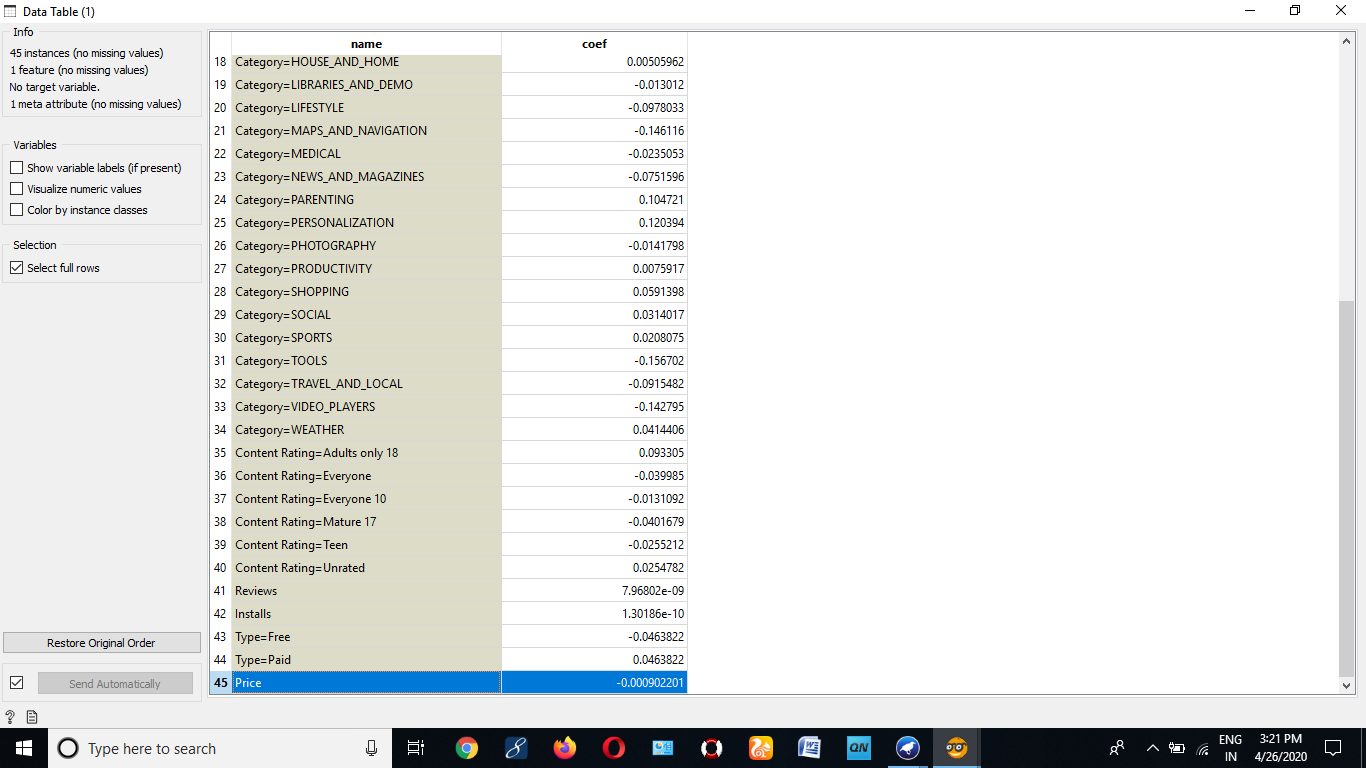 Data Table (1)
Info
45 instances (no missing values)
1 feature (no missing values)
No target variable.
1 meta attribute (no missing values)
Variables
Show variable labels (if present)
Visualize numeric values
Color by instance classes
Selection
Select full rows
Restore Original Order
Send Automatically
name coef
18 Category=HOUSE_AND_HOME 0.00505962
19 Category=LIBRARIES_AND_DEMO -0.013012
20 Category=LIFESTYLE -0.0978033
21 Category=MAPS_AND_NAVIGATION -0.146116
22 Category=MEDICAL -0.0235053
23 Category=NEWS_AND_MAGAZINES -0.0751596
24 Category=PARENTING 0.104721
25 Category=PERSONALIZATION 0.120394
26 Category=PHOTOGRAPHY -0.0141798
27 Category=PRODUCTIVITY 0.0075917
28 Category=SHOPPING 0.0591398
29 Category=SOCIAL 0.0314017
30 Category=SPORTS 0.0208075
31 Category=TOOLS -0.156702
32 Category=TRAVEL_AND_LOCAL -0.0915482
33 Category=VIDEO_PLAYERS -0.142795
34 Category=WEATHER 0.0414406
35 Content Rating=Adults only 18 0.093305
36 Content Rating=Everyone -0.039985
37 Content Rating=Everyone 10 -0.0131092
38 Content Rating=Mature 17 -0.0401679
39 Content Rating=Teen -0.0255212
40 Content Rating=Unrated 0.0254782
41 Reviews 7.96802e-09
42 Installs 1.30186e-10
43 Type=Free -0.0463822
44 Type=Paid 0.0463822
45 Price -0.000902201
?
Type here to search
QN
ENG
IN
3:21 PM
4/26/2020